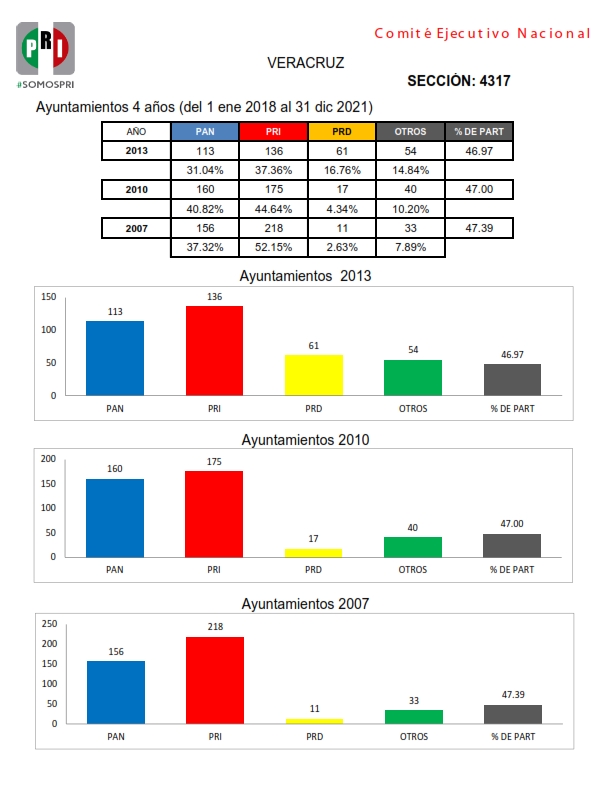 Comité Ejecutivo Nacional
PRI
#SOMOSPRI
VERACRUZ
SECCIÓN: 4317
Ayuntamientos 4 años (del 1 ene 2018 al 31 dic 2021)
AÑO PAN PRI PRD OTROS % DE PART
2013 113 136 61 54 46.97
31.04% 37.36% 16.76% 14.84%
2010 160 175 17 40 47.00
40.82% 44.64% 4.34% 10.20%
2007 156 218 11 33 47.39
37.32% 52.15% 2.63% 7.89%
Ayuntamientos 2013
150
100
50
0
113
136
61
54
46.97
PAN PRI PRD OTROS % DE PART
Ayuntamientos 2010
200
150
100
50
0
160
175
17
40
47.00
PAN PRI PRD OTROS % DE PART
Ayuntamientos 2007
250
200
150
100
50
0
156
218
11
33
47.39
PAN PRI PRD OTROS % DE PART